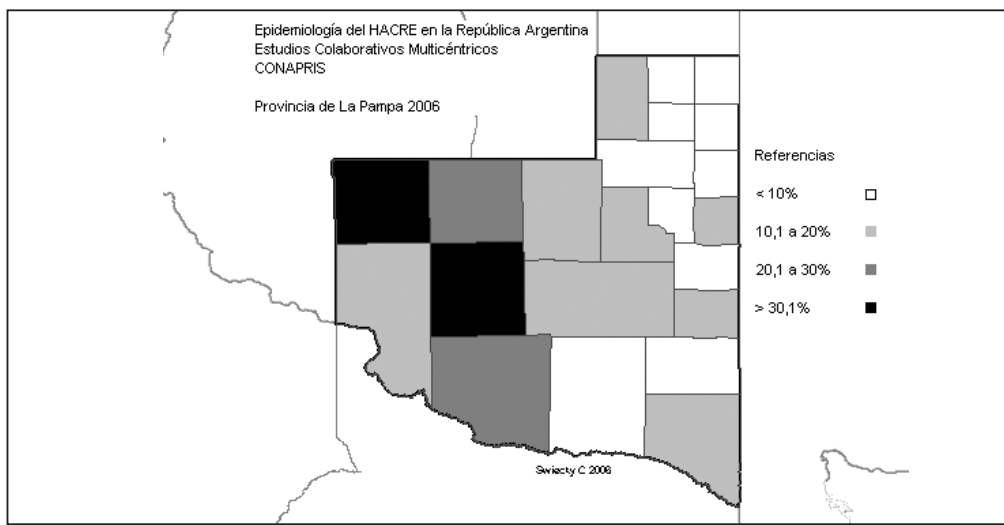 Epidemiología del HACRE en la República Argentina
Estudios Colaborativos Multicéntricos
CONAPRIS
Provincia de La Pampa 2006
Referencias
< 10%
10,1 a 20%
20,1 a 30%
> 30,1%
Swiecty C 2006